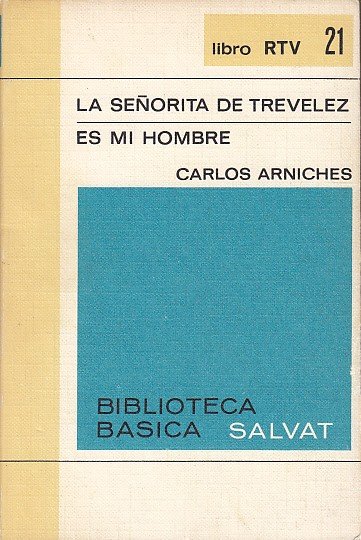 libro RTV 21
LA SEÑORITA DE TREVELEZ
ES MI HOMBRE
CARLOS ARNICHES
BIBLIOTECA
BASICA SALVAT